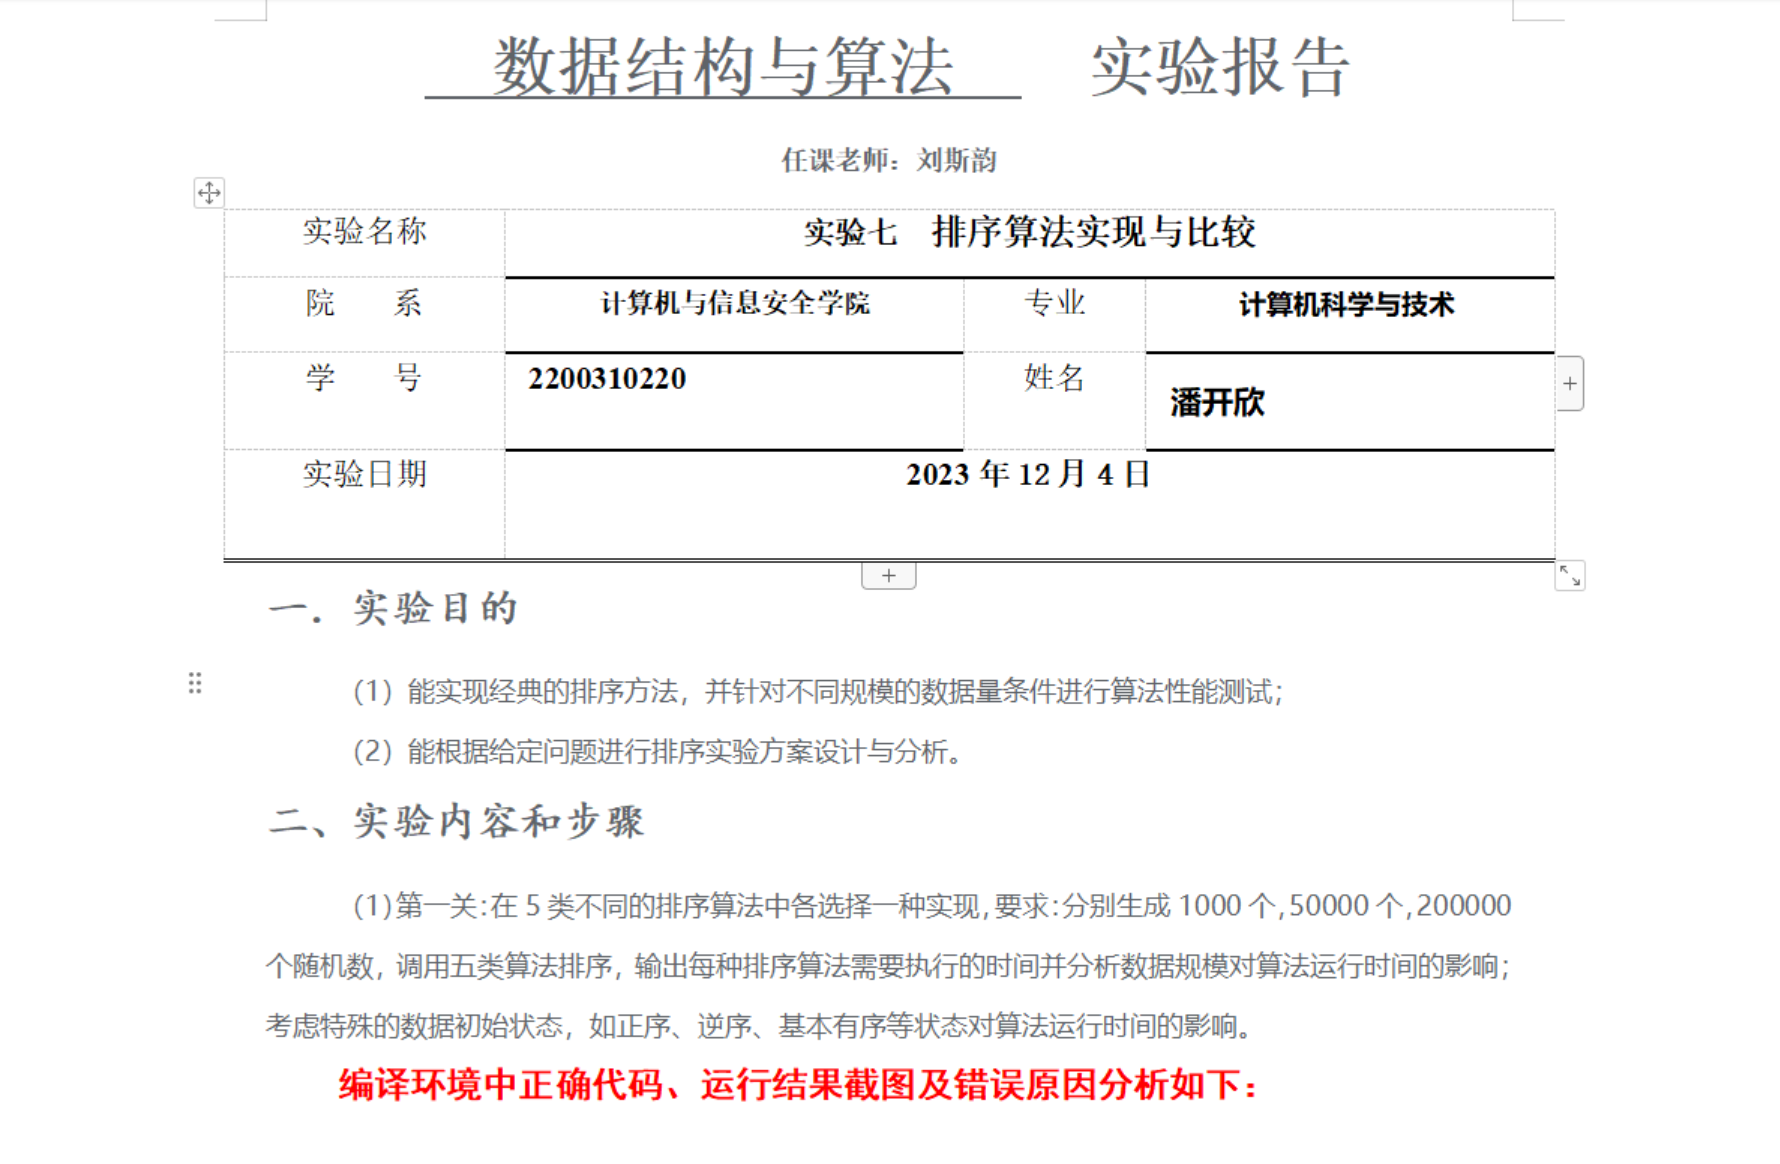 数据结构与算法 实验报告
任课老师：刘斯韵
实验名称 实验七 排序算法实现与比较
院 系 计算机与信息安全学院 专业 计算机科学与技术
学 号 2200310220 姓名 潘开欣
实验日期 2023 年 12 月 4 日
一．实验目的
（1）能实现经典的排序方法，并针对不同规模的数据量条件进行算法性能测试；
（2）能根据给定问题进行排序实验方案设计与分析。
二、实验内容和步骤
(1)第一关:在 5 类不同的排序算法中各选择一种实现,要求:分别生成 1000 个,50000 个,200000
个随机数，调用五类算法排序，输出每种排序算法需要执行的时间并分析数据规模对算法运行时间的影响；
考虑特殊的数据初始状态，如正序、逆序、基本有序等状态对算法运行时间的影响。
编译环境中正确代码、运行结果截图及错误原因分析如下：